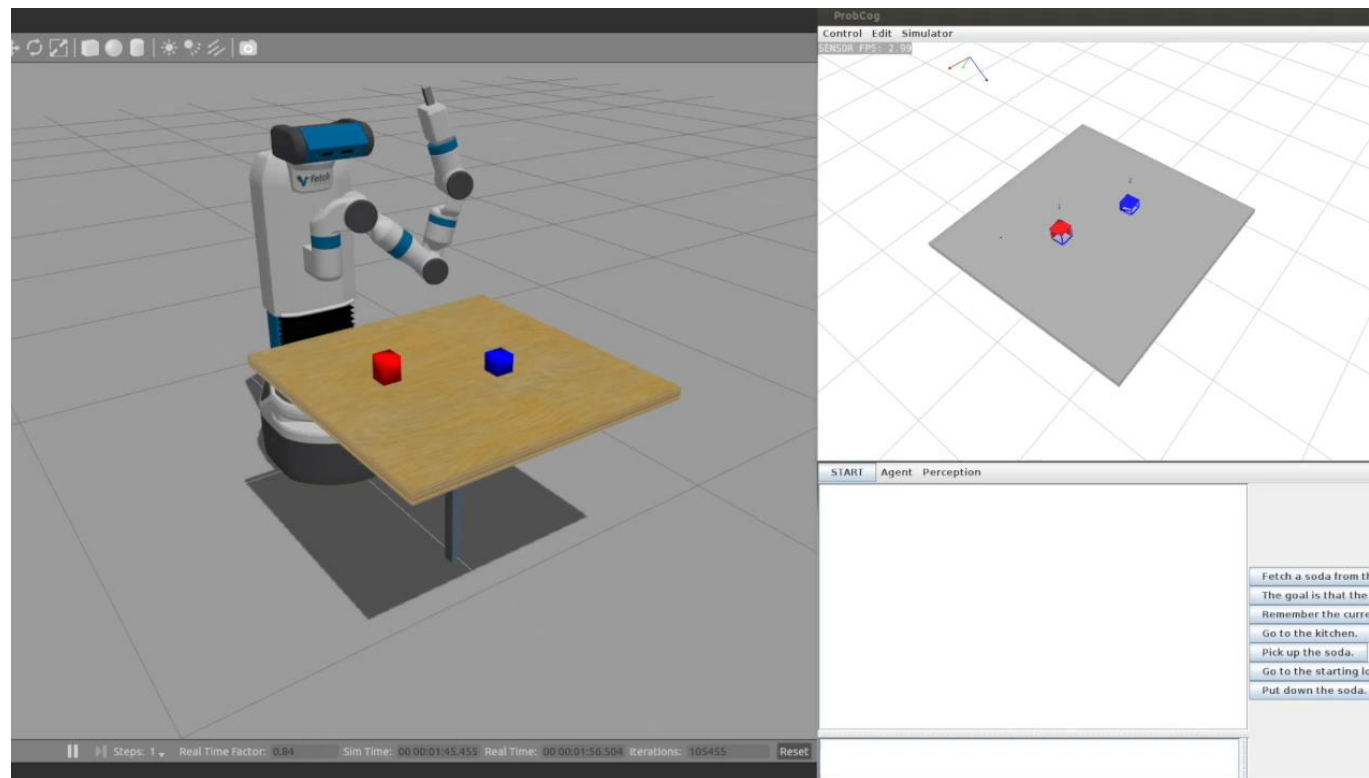 ProbCog
Control Edit Simulator
SENSOR FPS: 2.99
fetch
2
1
START Agent Perception
Fetch a soda from th
The goal is that the
Remember the curre
Go to the kitchen.
Pick up the soda.
Go to the starting lo
Put down the soda.
Steps: 1 Real Time Factor: 0.84 Sim Time: 00 00:01:45.455 Real Time: 00 00:01:56.504 Iterations: 105455 Reset